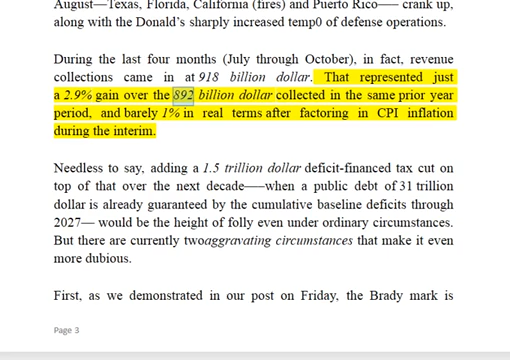 August—Texas, Florida, California (fires) and Puerto Rico—– crank up,
along with the Donald's sharply increased temp0 of defense operations.
During the last four months (July through October), in fact, revenue
collections came in at 918 billion dollar. That represented just
a 2.9% gain over the 892 billion dollar collected in the same prior year
period, and barely 1% in real terms after factoring in CPI inflation
during the interim.
Needless to say, adding a 1.5 trillion dollar deficit-financed tax cut on
top of that over the next decade—–when a public debt of 31 trillion
dollar is already guaranteed by the cumulative baseline deficits through
2027— would be the height of folly even under ordinary circumstances.
But there are currently twoaggravating circumstances that make it even
more dubious.
First, as we demonstrated in our post on Friday, the Brady mark is
Page 3